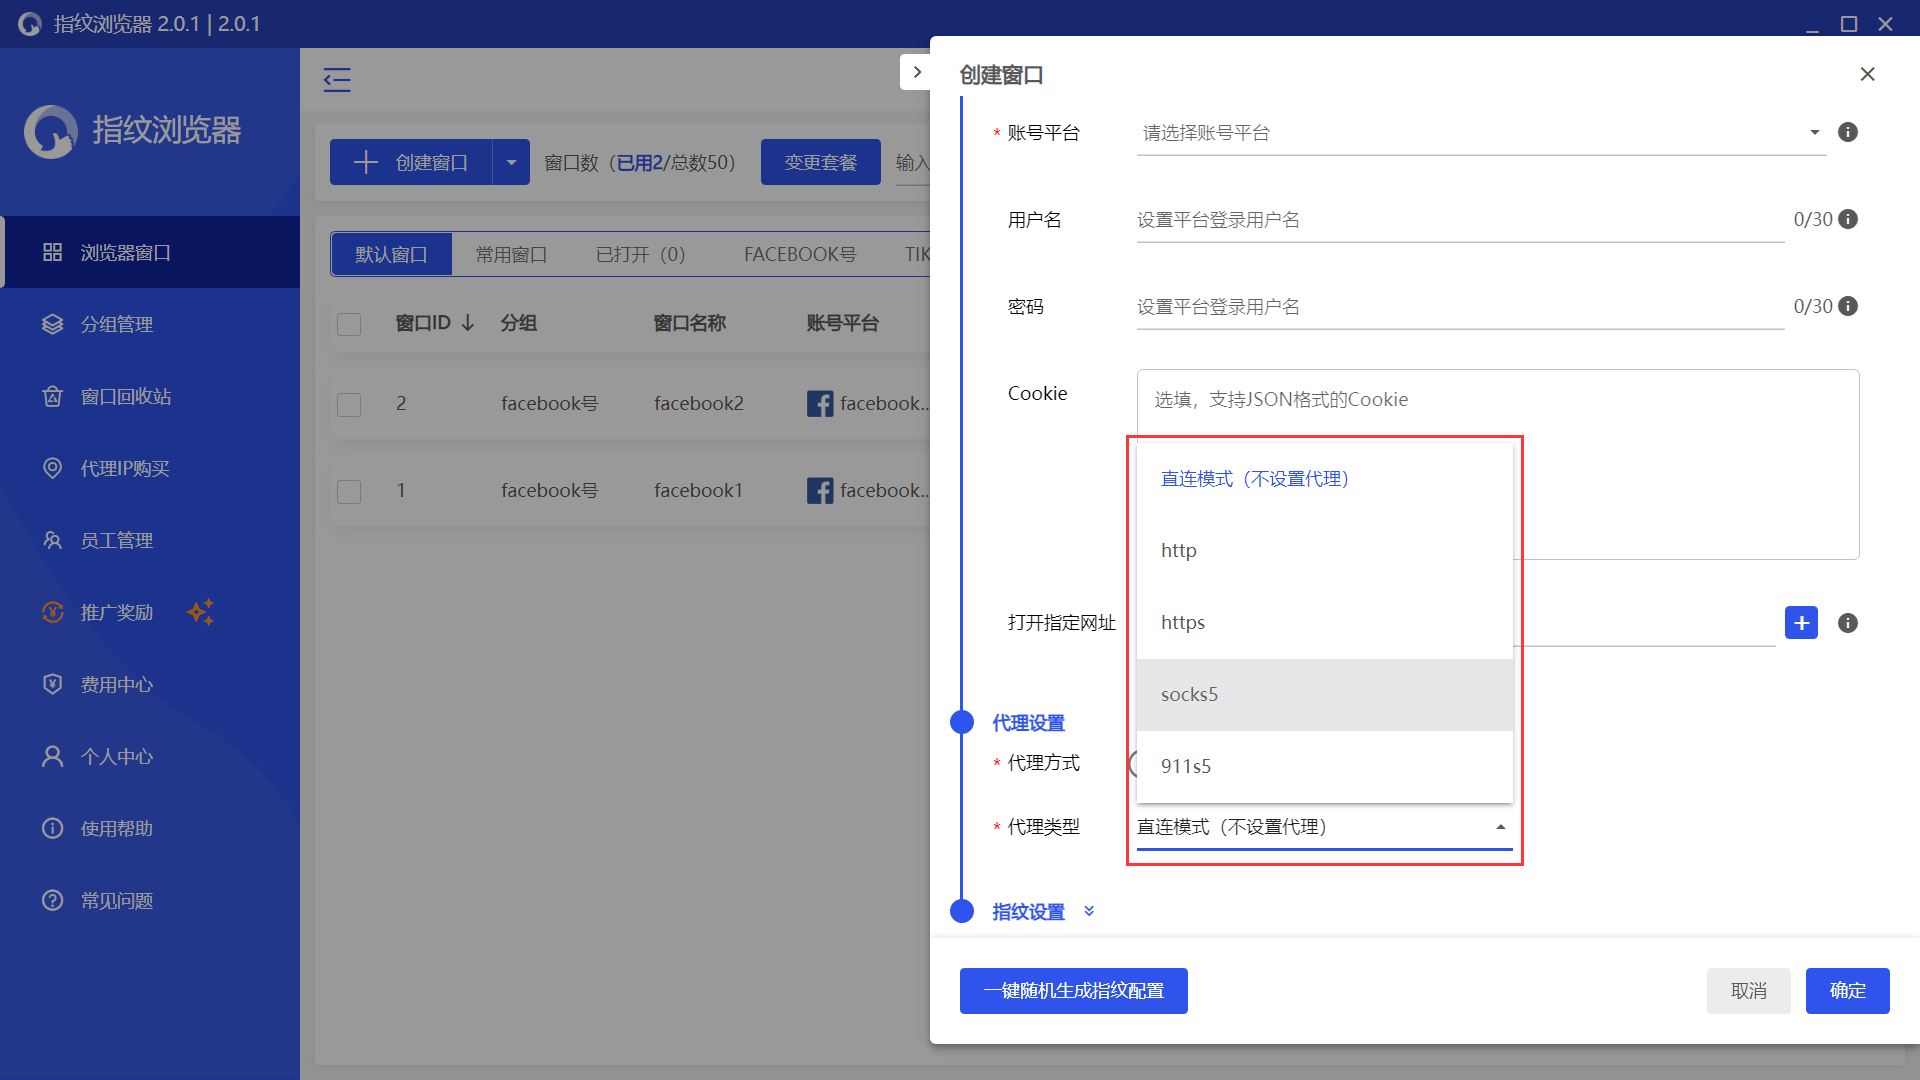 指纹浏览器 2.0.1 | 2.0.1
指纹浏览器
浏览器窗口
分组管理
窗口回收站
代理IP购买
员工管理
推广奖励
费用中心
个人中心
使用帮助
常见问题
创建窗口
窗口数（已用2/总数50）
变更套餐
输入
默认窗口
常用窗口
已打开（0）
FACEBOOK号
TIK
窗口ID
分组
窗口名称
账号平台
2
facebook号
facebook2
facebook...
1
facebook号
facebook1
facebook...
创建窗口
* 账号平台
请选择账号平台
用户名
设置平台登录用户名
0/30
密码
设置平台登录用户名
0/30
Cookie
选填，支持JSON格式的Cookie
直连模式（不设置代理）
http
https
socks5
911s5
打开指定网址
代理设置
* 代理方式
* 代理类型
直连模式（不设置代理）
指纹设置
一键随机生成指纹配置
取消
确定